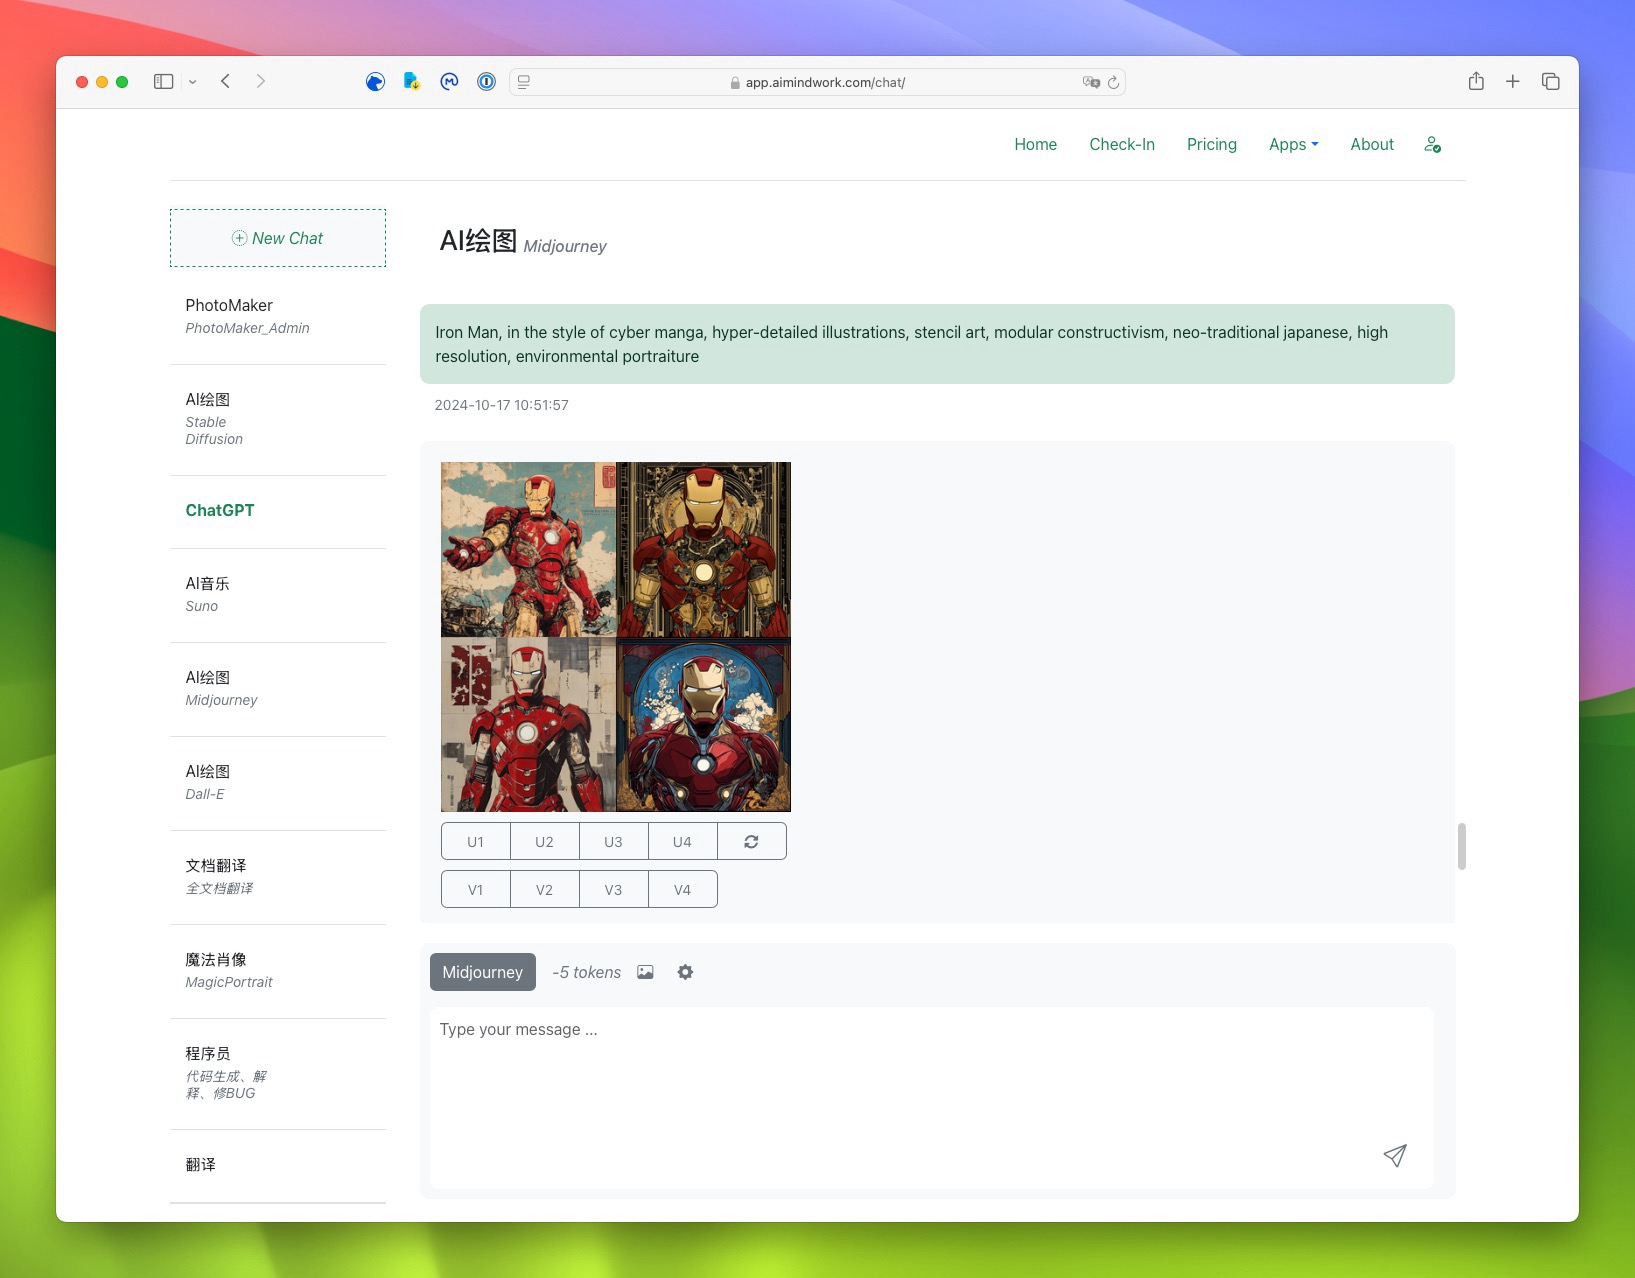 app.aimindwork.com/chat/
Home Check-In Pricing Apps About
New Chat
PhotoMaker
PhotoMaker_Admin
AI绘图
Stable
Diffusion
ChatGPT
AI音乐
Suno
AI绘图
Midjourney
AI绘图
Dall-E
文档翻译
全文档翻译
魔法肖像
MagicPortrait
程序员
代码生成、解
释、修BUG
翻译
AI绘图 Midjourney
Iron Man, in the style of cyber manga, hyper-detailed illustrations, stencil art, modular constructivism, neo-traditional japanese, high
resolution, environmental portraiture
2024-10-17 10:51:57
U1 U2 U3 U4
V1 V2 V3 V4
Midjourney -5 tokens
Type your message ...